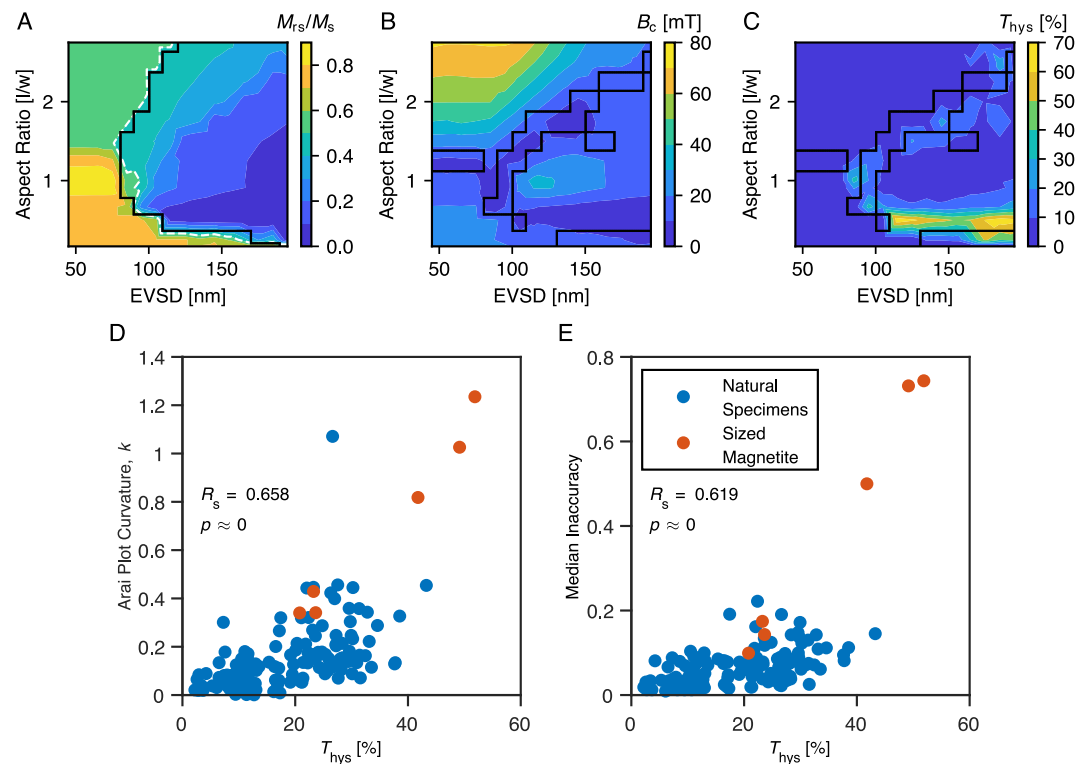 A
M_rs/M_s
B
B_c [mT]
C
T_hys [%]
Aspect Ratio [l/w]
2
1
50
100
150
EVSD [nm]
0.8
0.6
0.4
0.2
0.0
Aspect Ratio [l/w]
2
1
50
100
150
EVSD [nm]
80
60
40
20
0
Aspect Ratio [l/w]
2
1
50
100
150
EVSD [nm]
70
60
50
40
30
20
10
0
D
1.4
1.2
1
0.8
0.6
0.4
0.2
0
Arai Plot Curvature, k
R_s = 0.658
p ≈ 0
0
20
40
60
T_hys [%]
E
0.8
0.6
0.4
0.2
0
Median Inaccuracy
Natural
Specimens
Sized
Magnetite
R_s = 0.619
p ≈ 0
0
20
40
60
T_hys [%]